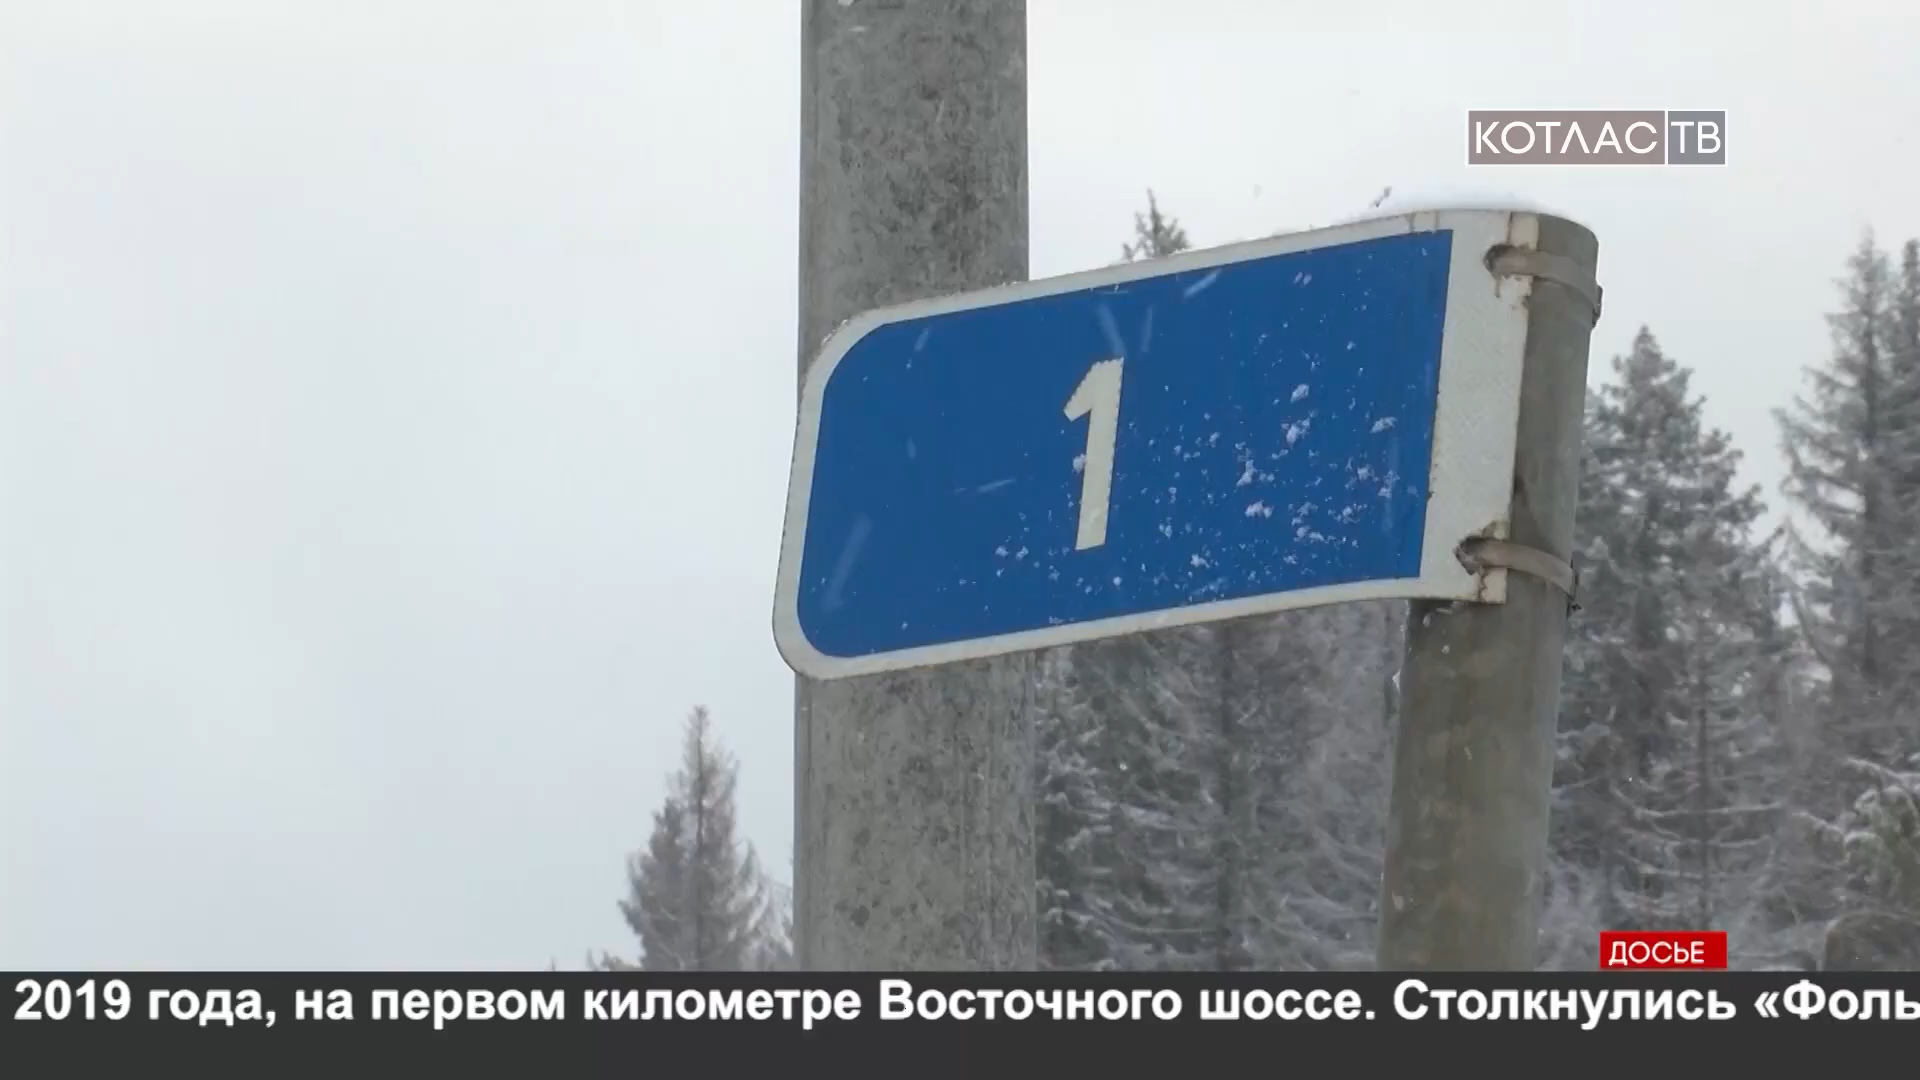 КОТЛАС ТВ
1
ДОСЬЕ
2019 года, на первом километре Восточного шоссе. Столкнулись «Фоль